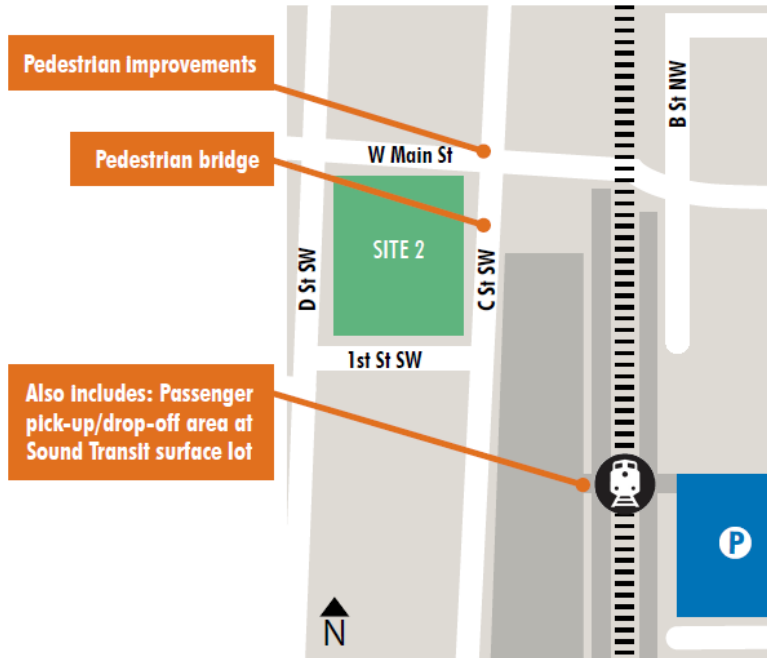 Pedestrian improvements
B St NW
Pedestrian bridge
W Main St
SITE 2
D St SW
C St SW
1st St SW
Also includes: Passenger
pick-up/drop-off area at
Sound Transit surface lot
P
N